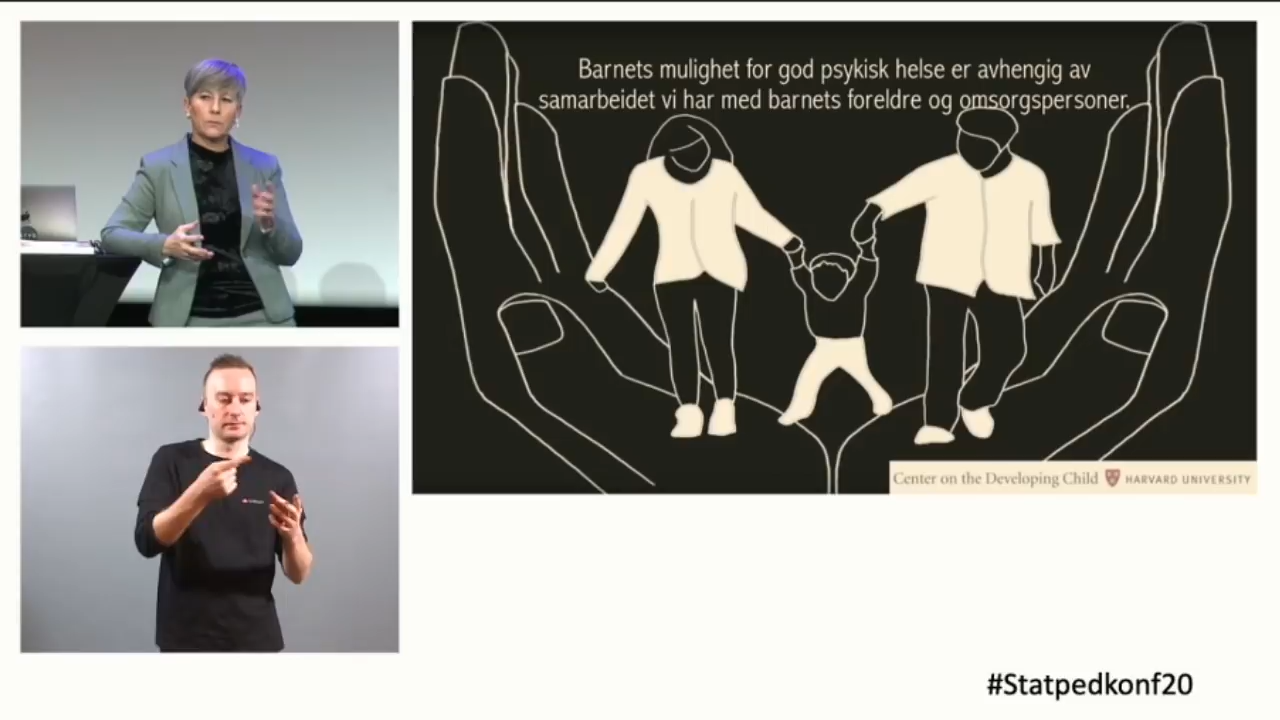 Barnets mulighet for god psykisk helse er avhengig av
samarbeidet vi har med barnets foreldre og omsorgspersoner.
Center on the Developing Child HARVARD UNIVERSITY
#Statpedkonf20